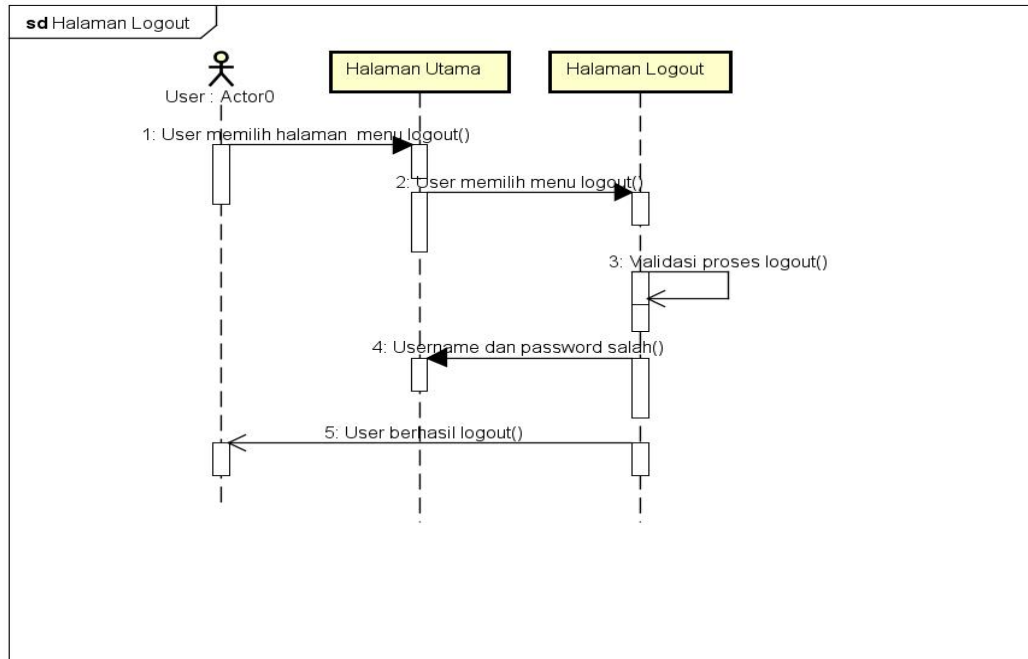 sd Halaman Logout
Halaman Utama
Halaman Logout
User : Actor0
1: User memilih halaman menu logout()
2: User memilih menu logout()
3: Validasi proses logout()
4: Username dan password salah()
5: User berhasil logout()